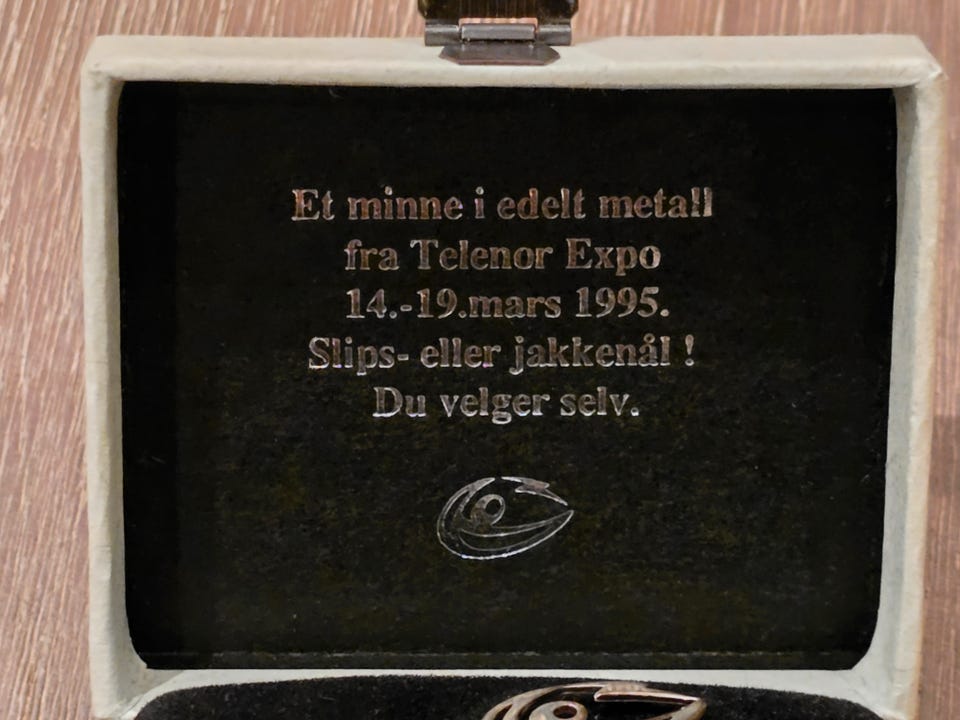 Et minne i edelt metall
fra Telenor Expo
14.-19.mars 1995.
Slips- eller jakkenål !
Du velger selv.